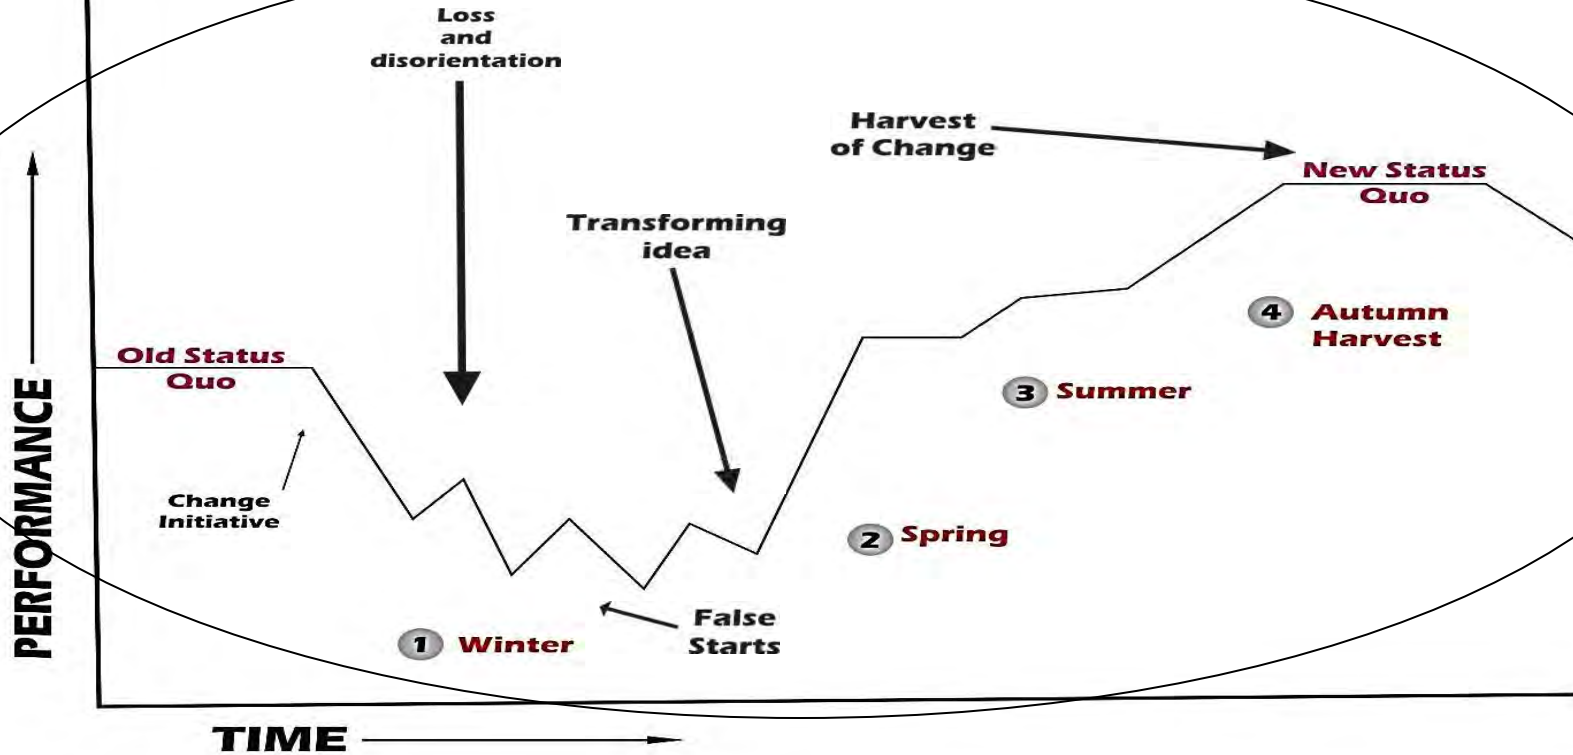 Loss
and
disorientation
Harvest
of Change
New Status
Quo
Transforming
idea
4 Autumn
Harvest
Old Status
Quo
3 Summer
Change
Initiative
2 Spring
False
Starts
1 Winter
PERFORMANCE
TIME